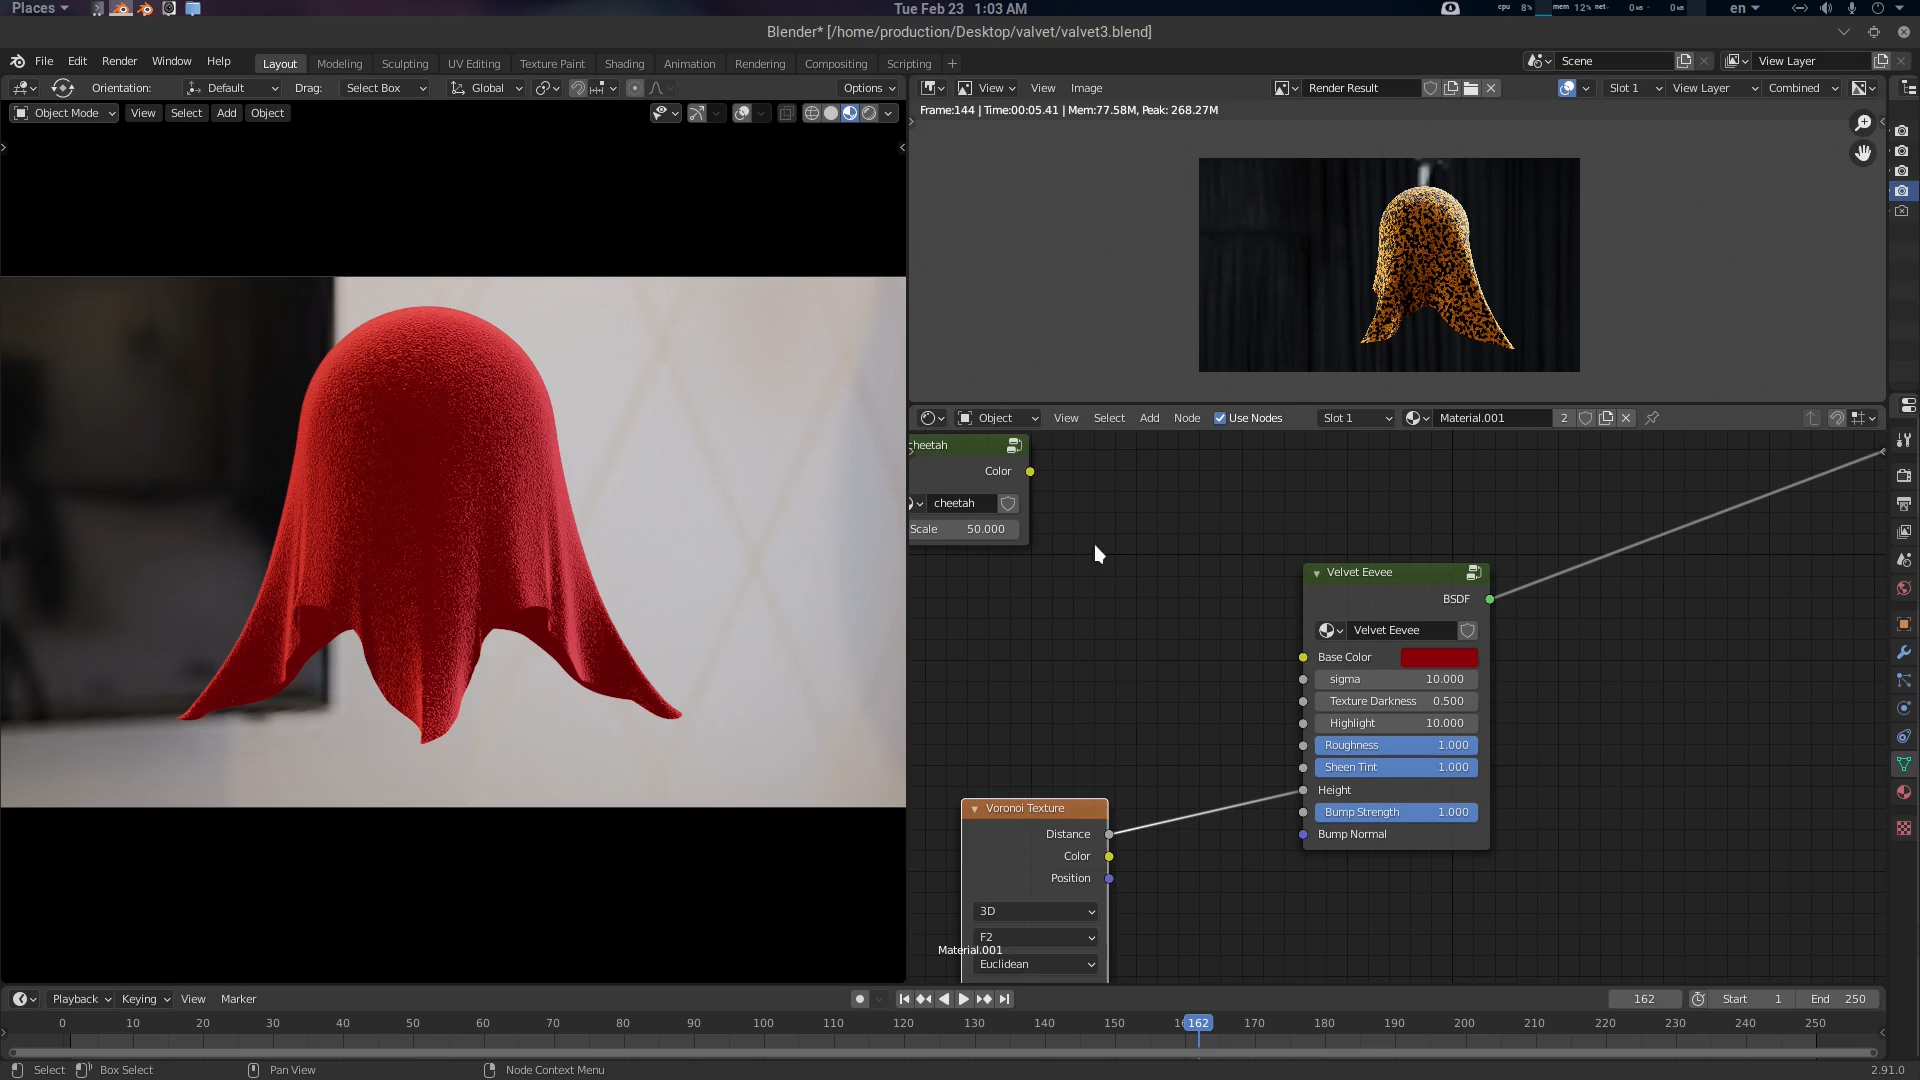 Places
Tue Feb 23 1:03 AM
cpu 8% mem 12% net 0 kB 0 kB en
Blender* [/home/production/Desktop/valvet/valvet3.blend]
File Edit Render Window Help Layout Modeling Sculpting UV Editing Texture Paint Shading Animation Rendering Compositing Scripting + Scene View Layer
Orientation: Default Drag: Select Box Global Options
View View Image Render Result Slot 1 View Layer Combined
Object Mode View Select Add Object
Frame:144 | Time:00:05.41 | Mem:77.58M, Peak: 268.27M
Object View Select Add Node Use Nodes Slot 1 Material.001 2
cheetah
Color
cheetah
Scale 50.000
Velvet Eevee
BSDF
Velvet Eevee
Base Color
sigma 10.000
Texture Darkness 0.500
Highlight 10.000
Roughness 1.000
Sheen Tint 1.000
Height
Bump Strength 1.000
Bump Normal
Voronoi Texture
Distance
Color
Position
3D
F2
Material.001
Euclidean
Playback Keying View Marker 162 Start 1 End 250
0 10 20 30 40 50 60 70 80 90 100 110 120 130 140 150 162 170 180 190 200 210 220 230 240 250
Select Box Select Pan View Node Context Menu 2.91.0